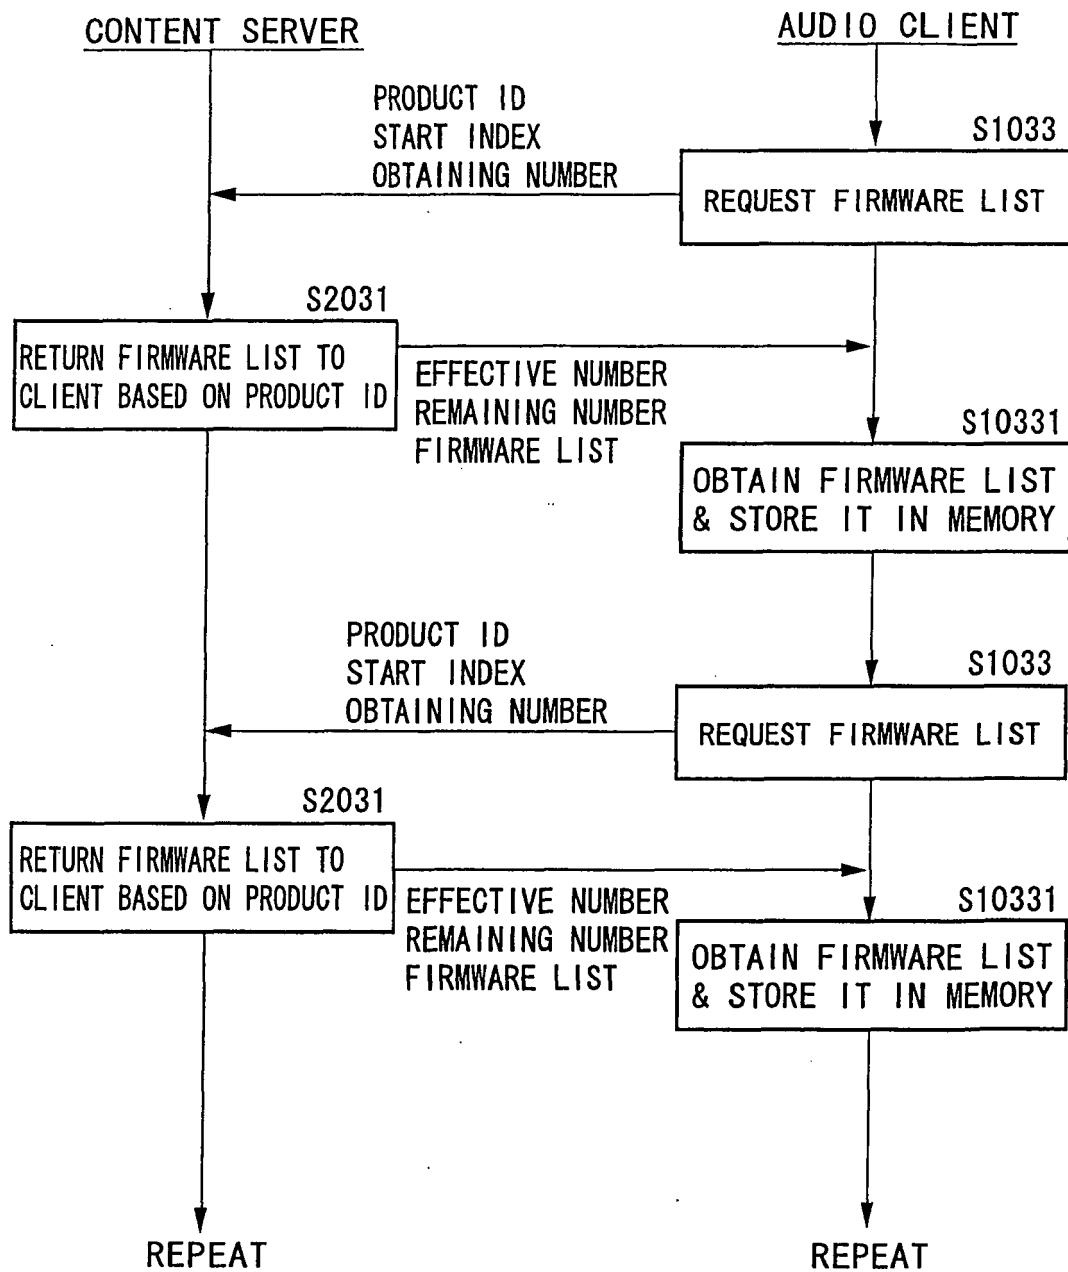 CONTENT SERVER
AUDIO CLIENT
PRODUCT ID
START INDEX
OBTAINING NUMBER
S1033
REQUEST FIRMWARE LIST
S2031
RETURN FIRMWARE LIST TO
CLIENT BASED ON PRODUCT ID
EFFECTIVE NUMBER
REMAINING NUMBER
FIRMWARE LIST
S10331
OBTAIN FIRMWARE LIST
& STORE IT IN MEMORY
PRODUCT ID
START INDEX
OBTAINING NUMBER
S1033
REQUEST FIRMWARE LIST
S2031
RETURN FIRMWARE LIST TO
CLIENT BASED ON PRODUCT ID
EFFECTIVE NUMBER
REMAINING NUMBER
FIRMWARE LIST
S10331
OBTAIN FIRMWARE LIST
& STORE IT IN MEMORY
REPEAT
REPEAT